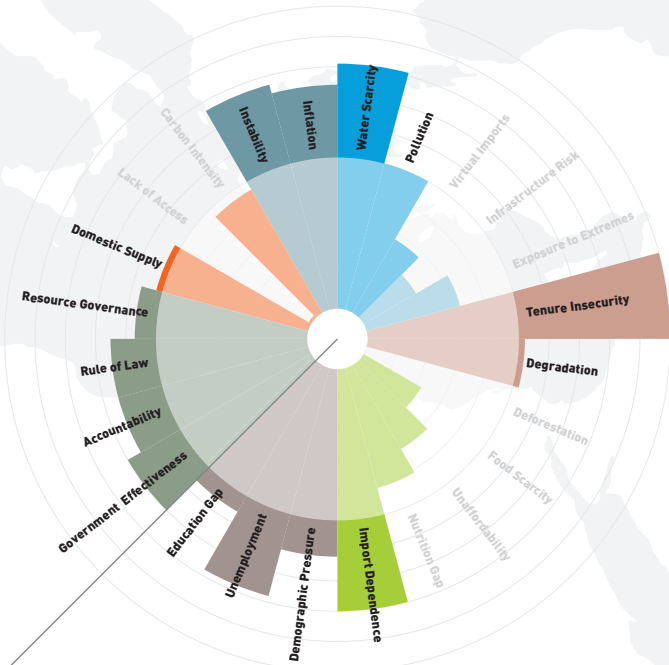 Water Scarcity
Pollution
Virtual Imports
Infrastructure Risk
Exposure to Extremes
Tenure Insecurity
Degradation
Deforestation
Food Scarcity
Unaffordability
Nutrition Gap
Import Dependence
Demographic Pressure
Unemployment
Education Gap
Government Effectiveness
Accountability
Rule of Law
Resource Governance
Domestic Supply
Lack of Access
Carbon Intensity
Instability
Inflation